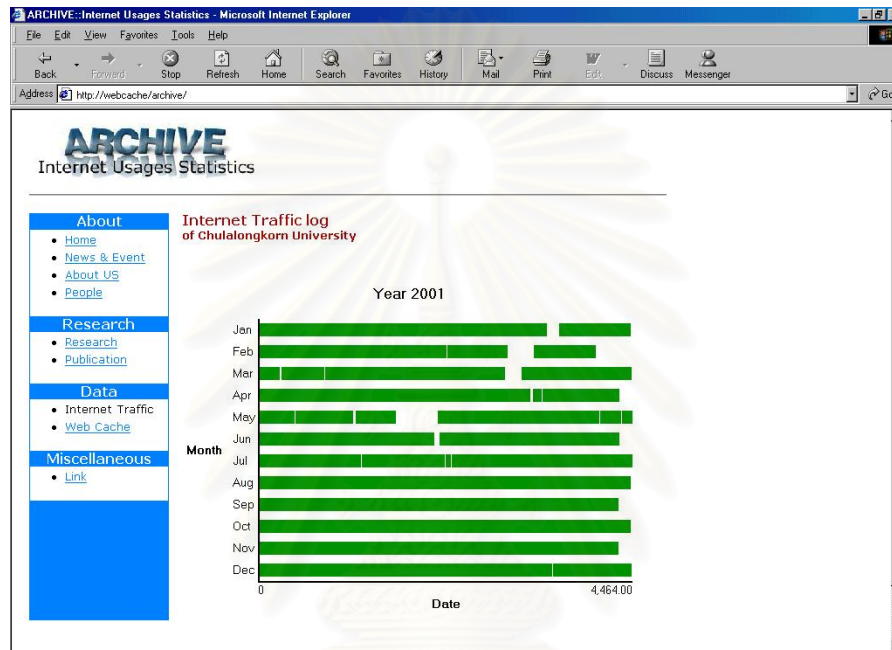 ARCHIVE::Internet Usages Statistics - Microsoft Internet Explorer
File Edit View Favorites Tools Help
Back Forward Stop Refresh Home Search Favorites History Mail Print Edit Discuss Messenger
Address http://webcache/archive/ Go
ARCHIVE
Internet Usages Statistics
About
Home
News & Event
About US
People
Research
Research
Publication
Data
Internet Traffic
Web Cache
Miscellaneous
Link
Internet Traffic log
of Chulalongkorn University
Year 2001
Month
Jan
Feb
Mar
Apr
May
Jun
Jul
Aug
Sep
Oct
Nov
Dec
0 4,464.00
Date